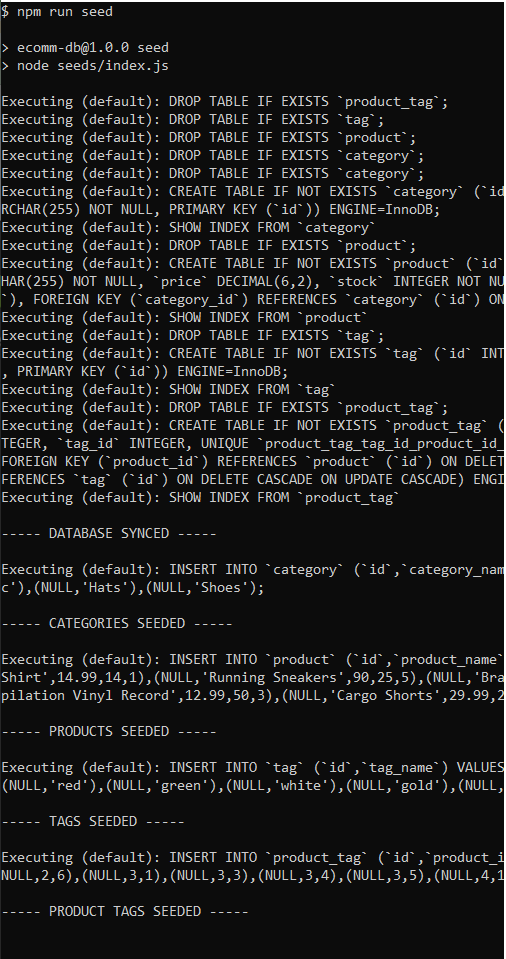 $ npm run seed
> ecomm-db@1.0.0 seed
> node seeds/index.js
Executing (default): DROP TABLE IF EXISTS `product_tag`;
Executing (default): DROP TABLE IF EXISTS `tag`;
Executing (default): DROP TABLE IF EXISTS `product`;
Executing (default): DROP TABLE IF EXISTS `category`;
Executing (default): DROP TABLE IF EXISTS `category`;
Executing (default): CREATE TABLE IF NOT EXISTS `category` (`id
RCHAR(255) NOT NULL, PRIMARY KEY (`id`)) ENGINE=InnoDB;
Executing (default): SHOW INDEX FROM `category`
Executing (default): DROP TABLE IF EXISTS `product`;
Executing (default): CREATE TABLE IF NOT EXISTS `product` (`id`
HAR(255) NOT NULL, `price` DECIMAL(6,2), `stock` INTEGER NOT NU
`), FOREIGN KEY (`category_id`) REFERENCES `category` (`id`) ON
Executing (default): SHOW INDEX FROM `product`
Executing (default): DROP TABLE IF EXISTS `tag`;
Executing (default): CREATE TABLE IF NOT EXISTS `tag` (`id` INT
, PRIMARY KEY (`id`)) ENGINE=InnoDB;
Executing (default): SHOW INDEX FROM `tag`
Executing (default): DROP TABLE IF EXISTS `product_tag`;
Executing (default): CREATE TABLE IF NOT EXISTS `product_tag` (
TEGER, `tag_id` INTEGER, UNIQUE `product_tag_tag_id_product_id_
FOREIGN KEY (`product_id`) REFERENCES `product` (`id`) ON DELET
FERENCES `tag` (`id`) ON DELETE CASCADE ON UPDATE CASCADE) ENGI
Executing (default): SHOW INDEX FROM `product_tag`
----- DATABASE SYNCED -----
Executing (default): INSERT INTO `category` (`id`,`category_nam
c'),(NULL,'Hats'),(NULL,'Shoes');
----- CATEGORIES SEEDED -----
Executing (default): INSERT INTO `product` (`id`,`product_name`
Shirt',14.99,14,1),(NULL,'Running Sneakers',90,25,5),(NULL,'Bra
pilation Vinyl Record',12.99,50,3),(NULL,'Cargo Shorts',29.99,2
----- PRODUCTS SEEDED -----
Executing (default): INSERT INTO `tag` (`id`,`tag_name`) VALUES
(NULL,'red'),(NULL,'green'),(NULL,'white'),(NULL,'gold'),(NULL,
----- TAGS SEEDED -----
Executing (default): INSERT INTO `product_tag` (`id`,`product_i
NULL,2,6),(NULL,3,1),(NULL,3,3),(NULL,3,4),(NULL,3,5),(NULL,4,1
----- PRODUCT TAGS SEEDED -----